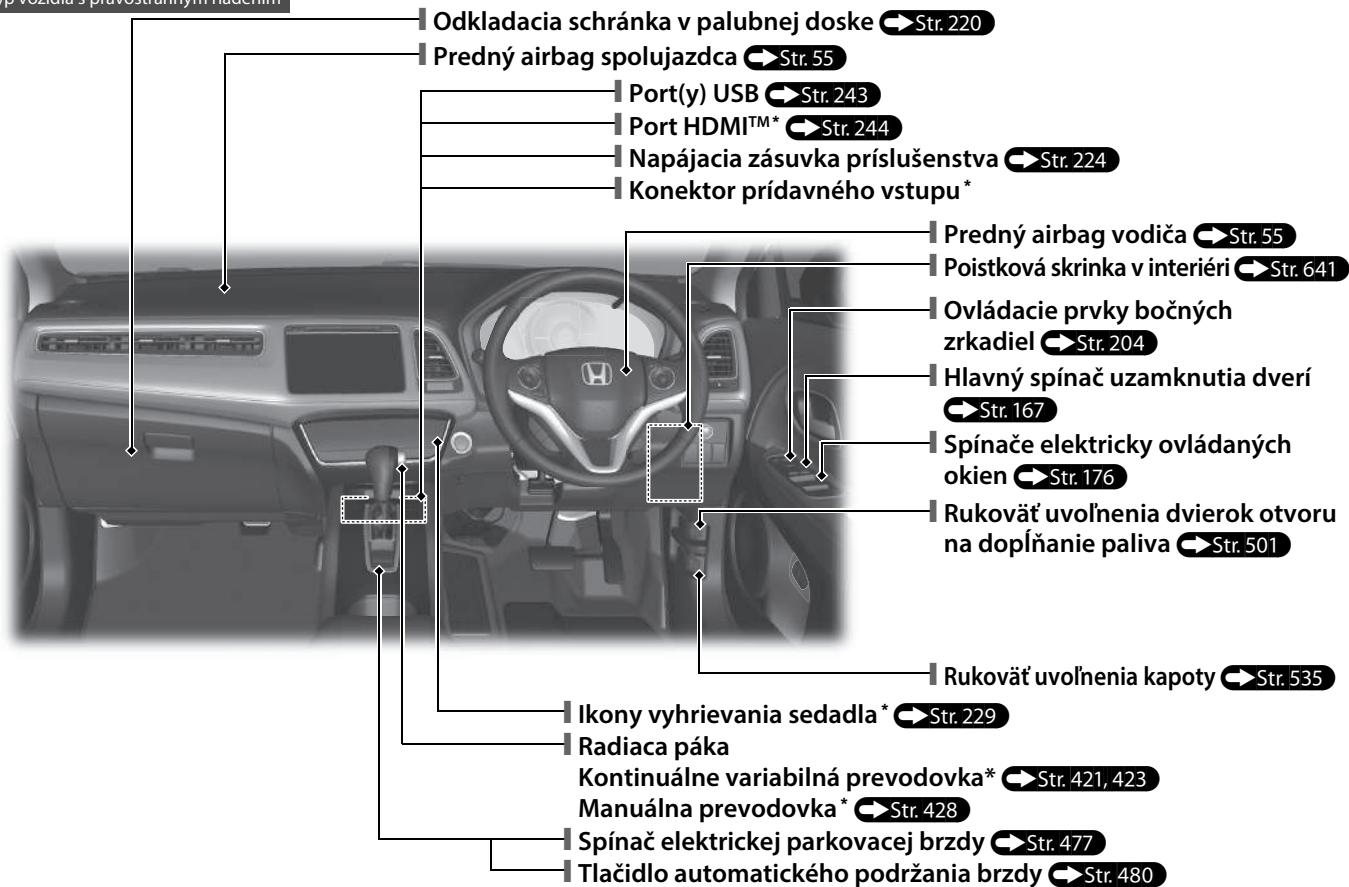 vozidla s pravostranným riadením
Odkladacia schránka v palubnej doske Str. 220
Predný airbag spolujazdca Str. 55
Port(y) USB Str. 243
Port HDMI™* Str. 244
Napájacia zásuvka príslušenstva Str. 224
Konektor prídavného vstupu*
Predný airbag vodiča Str. 55
Poistková skrinka v interiéri Str. 641
Ovládacie prvky bočných
zrkadiel Str. 204
Hlavný spínač uzamknutia dverí
Str. 167
Spínače elektricky ovládaných
okien Str. 176
Rukoväť uvoľnenia dvierok otvoru
na dopĺňanie paliva Str. 501
Rukoväť uvoľnenia kapoty Str. 535
Ikony vyhrievania sedadla* Str. 229
Radiaca páka
Kontinuálne variabilná prevodovka* Str. 421, 423
Manuálna prevodovka* Str. 428
Spínač elektrickej parkovacej brzdy Str. 477
Tlačidlo automatického podržania brzdy Str. 480